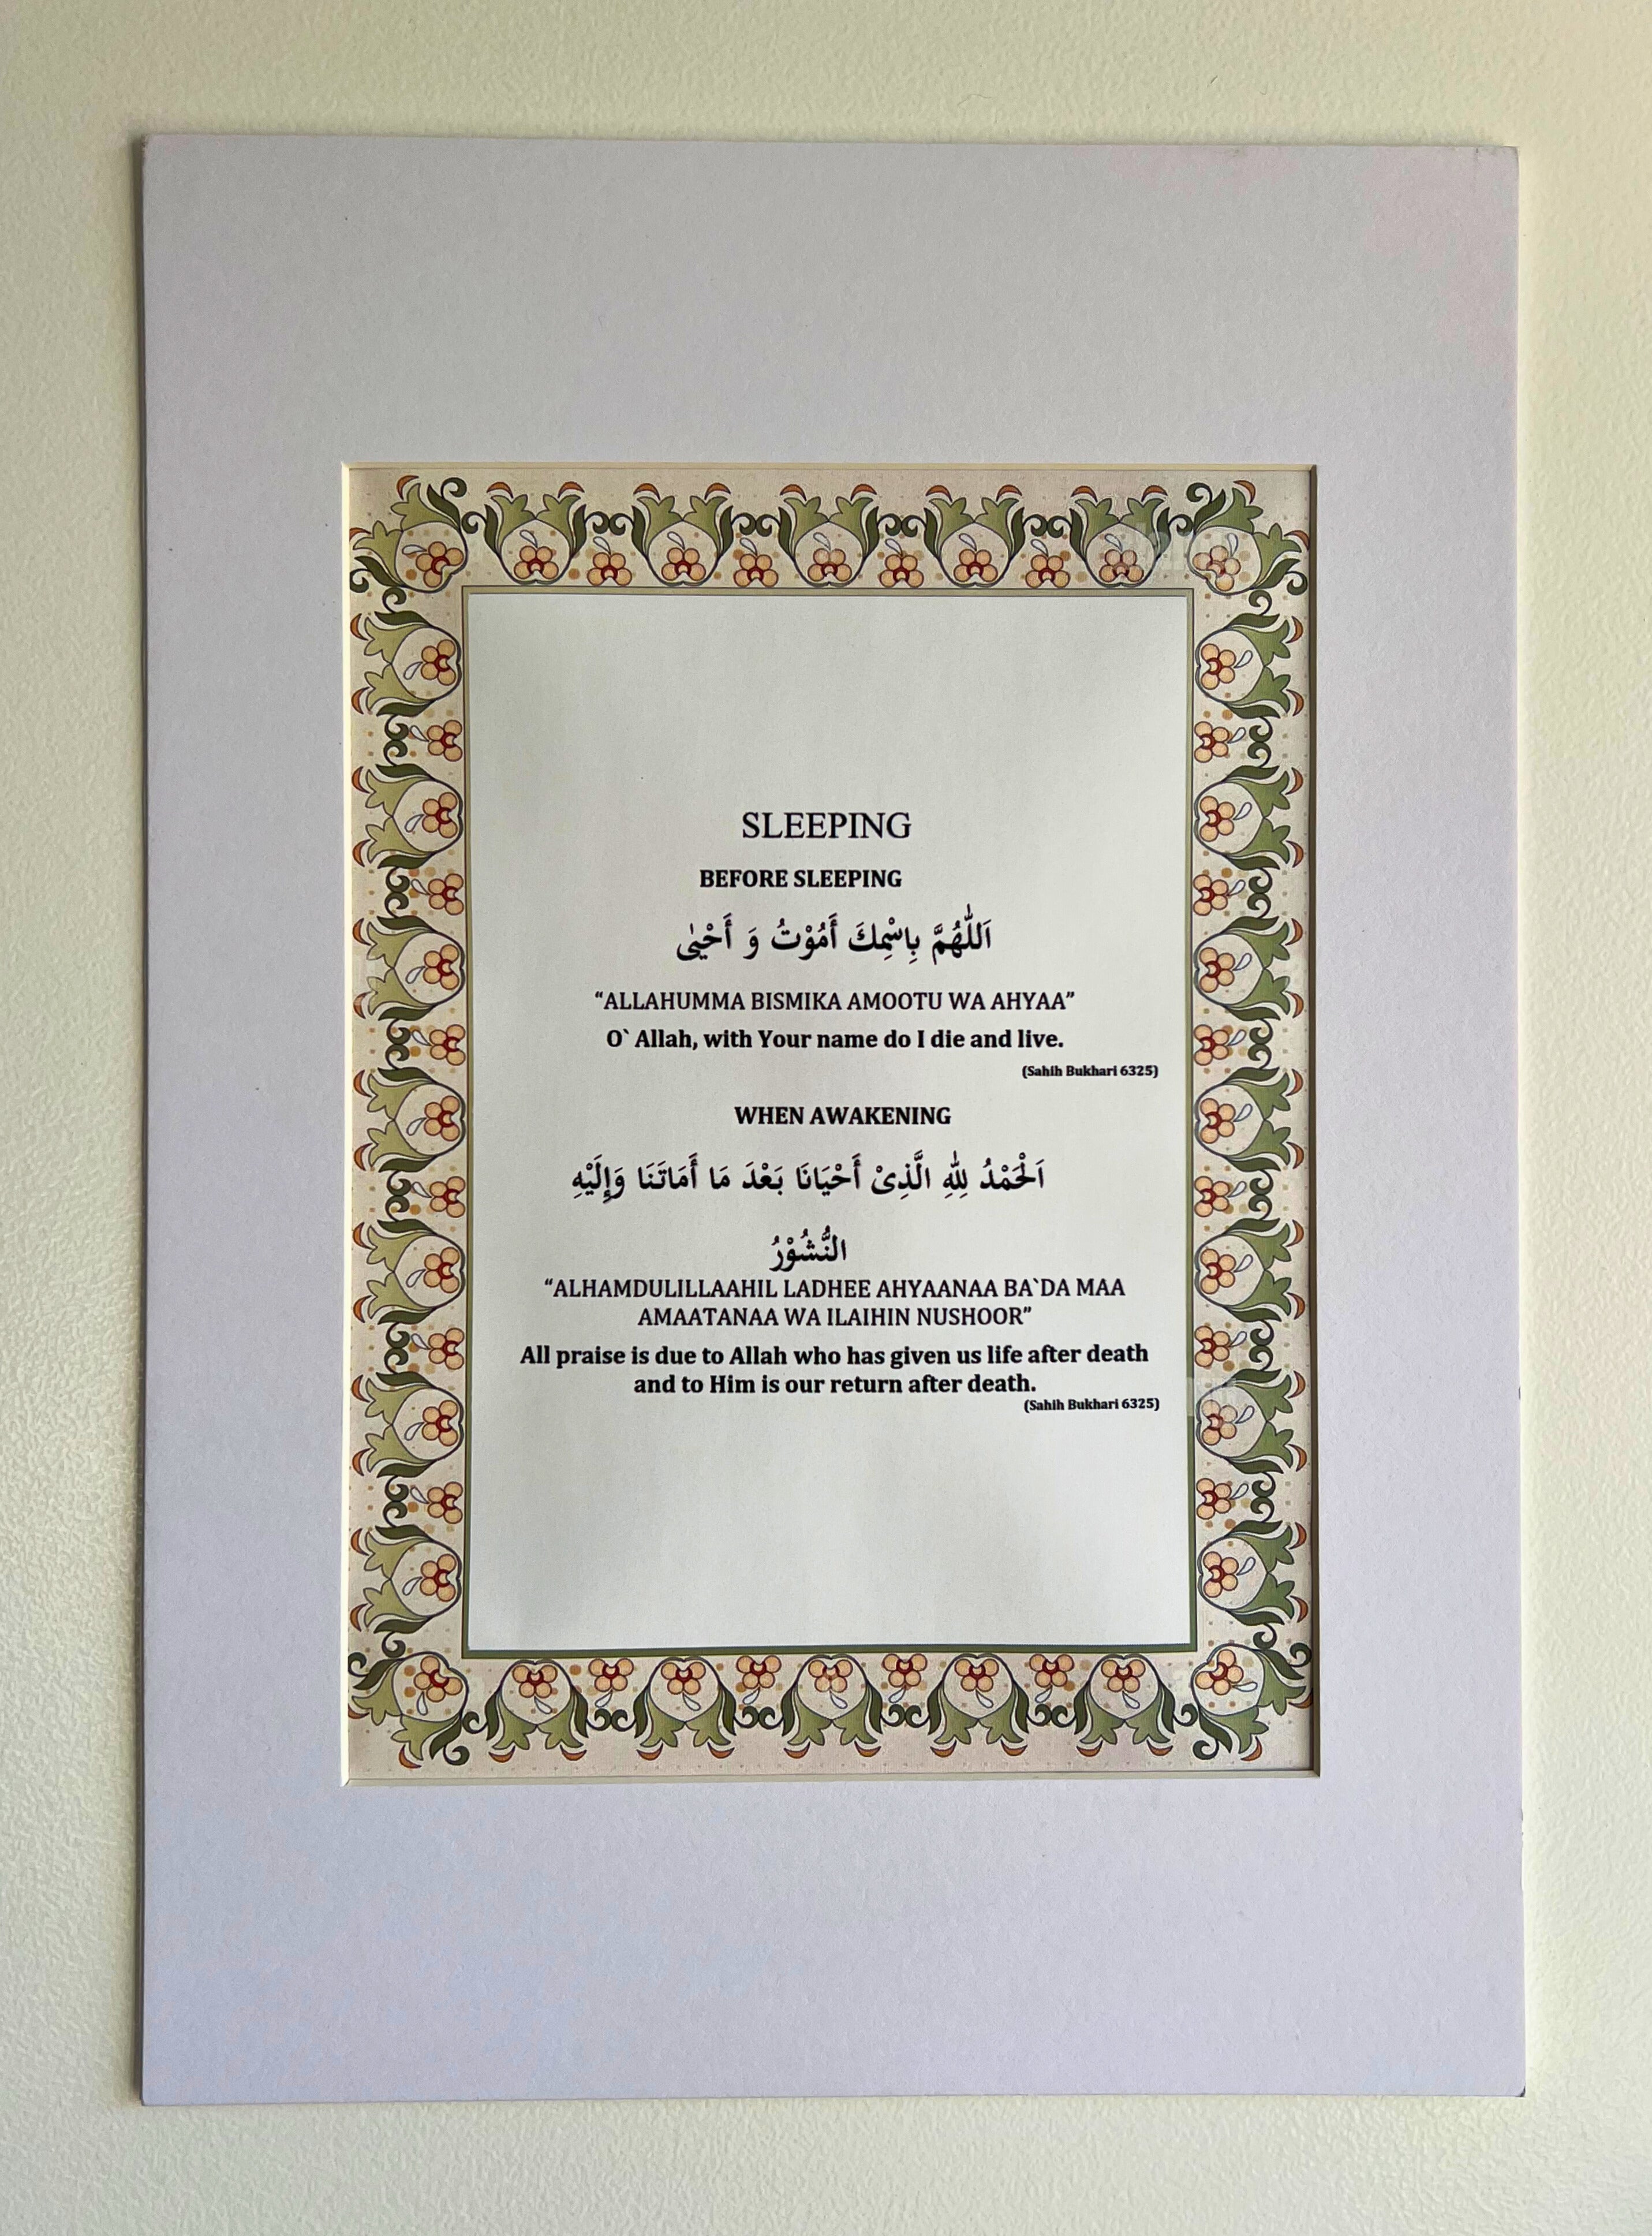 SLEEPING
BEFORE SLEEPING
اَللّٰهُمَّ بِاسْمِكَ أَمُوْتُ وَ أَحْيٰى
“ALLAHUMMA BISMIKA AMOOTU WA AHYAA”
O` Allah, with Your name do I die and live.
(Sahih Bukhari 6325)
WHEN AWAKENING
اَلْحَمْدُ لِلّٰهِ الَّذِىْ أَحْيَانَا بَعْدَ مَا أَمَاتَنَا وَإِلَيْهِ
النُّشُوْرُ
“ALHAMDULILLAAHIL LADHEE AHYAANAA BA`DA MAA
AMAATANAA WA ILAIHIN NUSHOOR”
All praise is due to Allah who has given us life after death
and to Him is our return after death.
(Sahih Bukhari 6325)